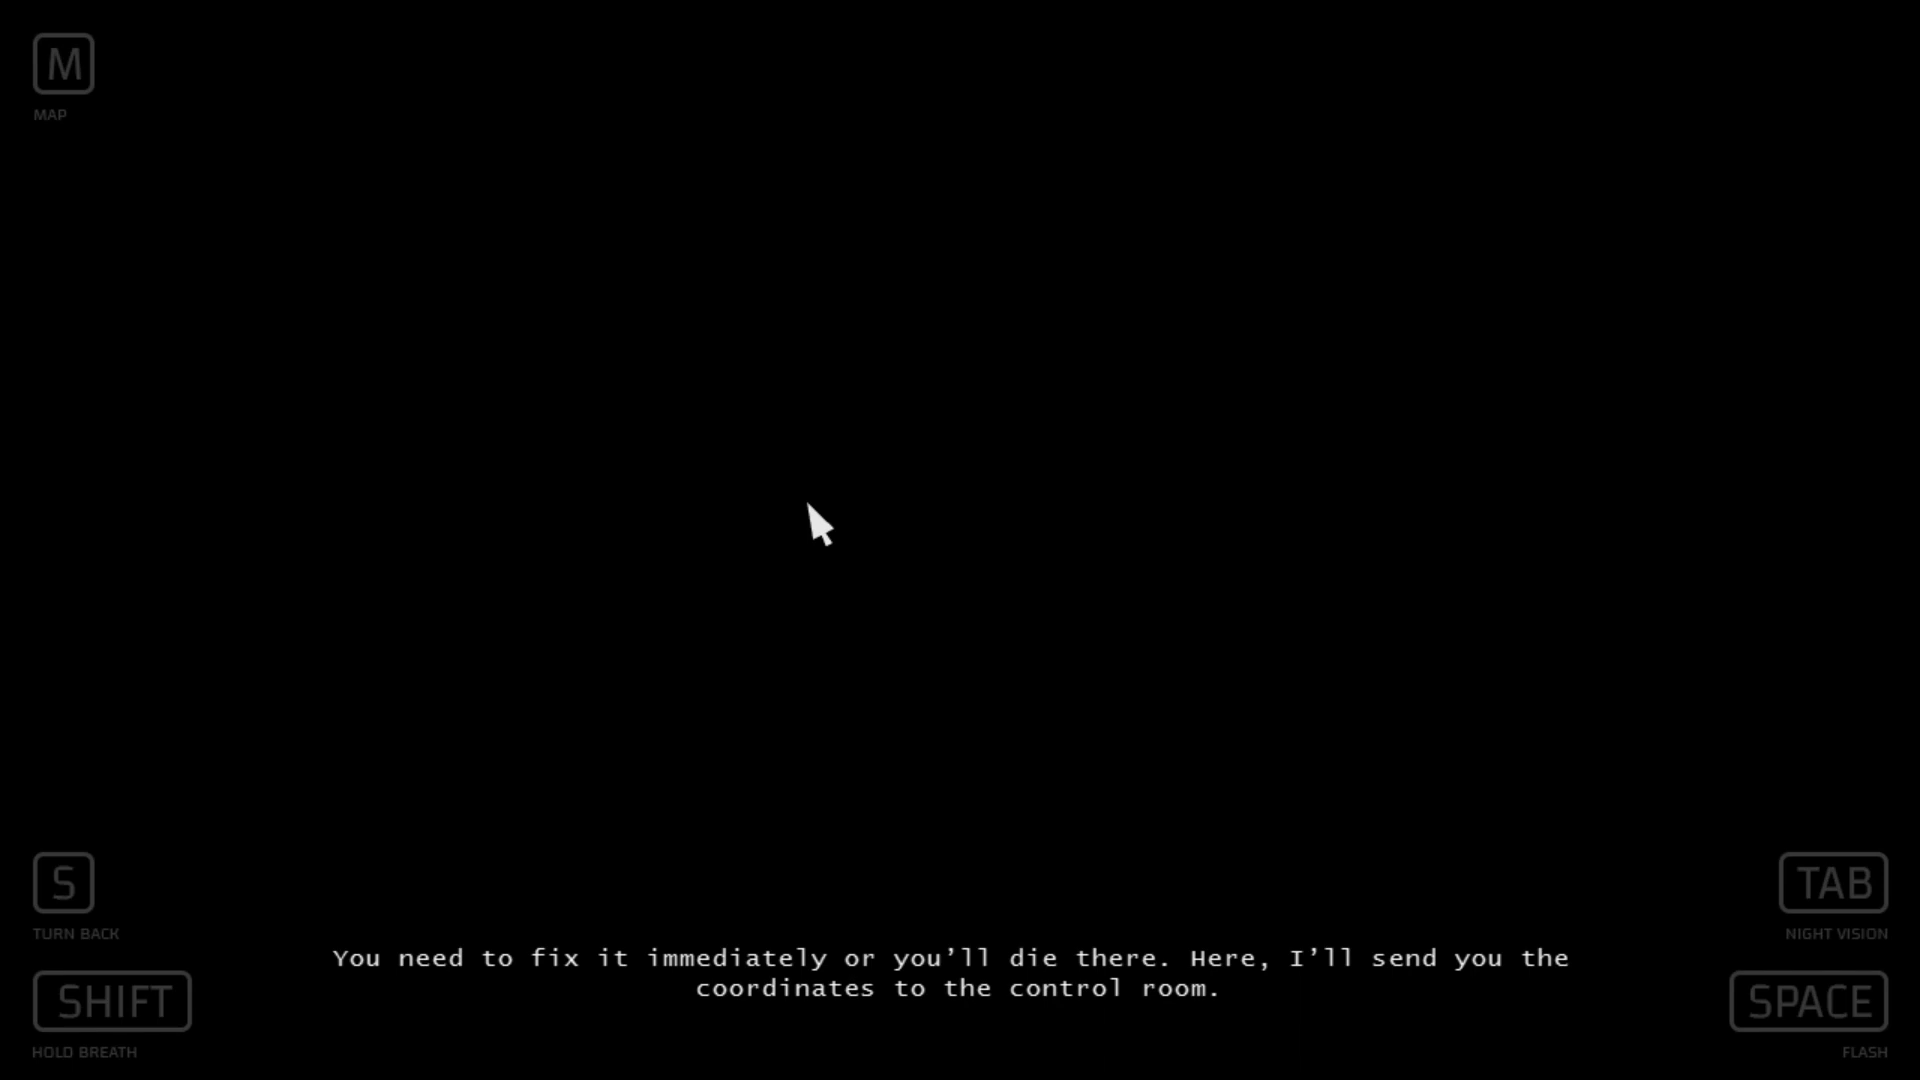 M
MAP
S
TURN BACK
TAB
NIGHT VISION
You need to fix it immediately or you’ll die there. Here, I’ll send you the
coordinates to the control room.
SHIFT
HOLD BREATH
SPACE
FLASH